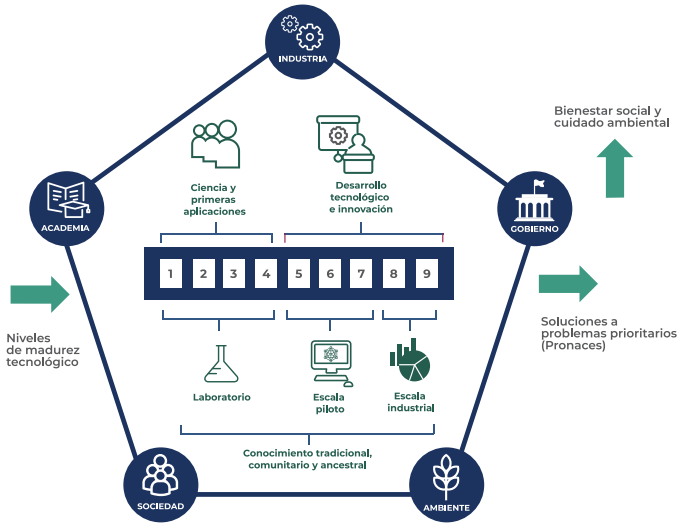 INDUSTRIA
Bienestar social y
cuidado ambiental
Ciencia y
primeras
aplicaciones
Desarrollo
tecnológico
e innovación
ACADEMIA
GOBIERNO
1 2 3 4 5 6 7 8 9
Niveles
de madurez
tecnológico
Soluciones a
problemas prioritarios
(Pronaces)
Laboratorio
Escala
piloto
Escala
industrial
Conocimiento tradicional,
comunitario y ancestral
SOCIEDAD
AMBIENTE